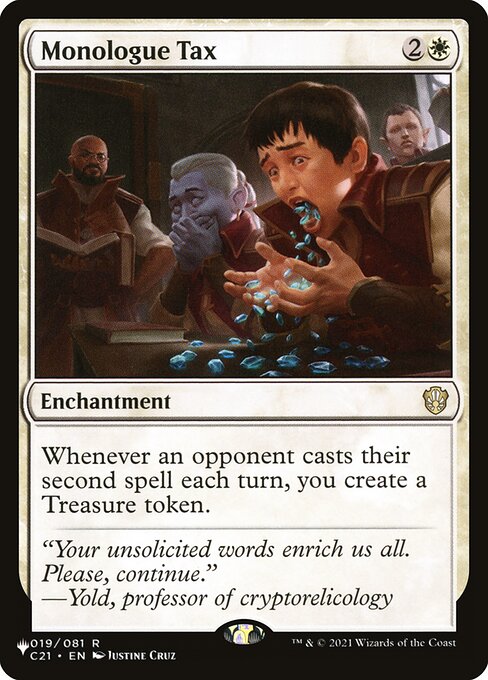 Monologue Tax 2
Enchantment
Whenever an opponent casts their
second spell each turn, you create a
Treasure token.
“Your unsolicited words enrich us all.
Please, continue.”
—Yold, professor of cryptorelicology
019/081 R
C21 • EN Justine Cruz
™ & © 2021 Wizards of the Coast